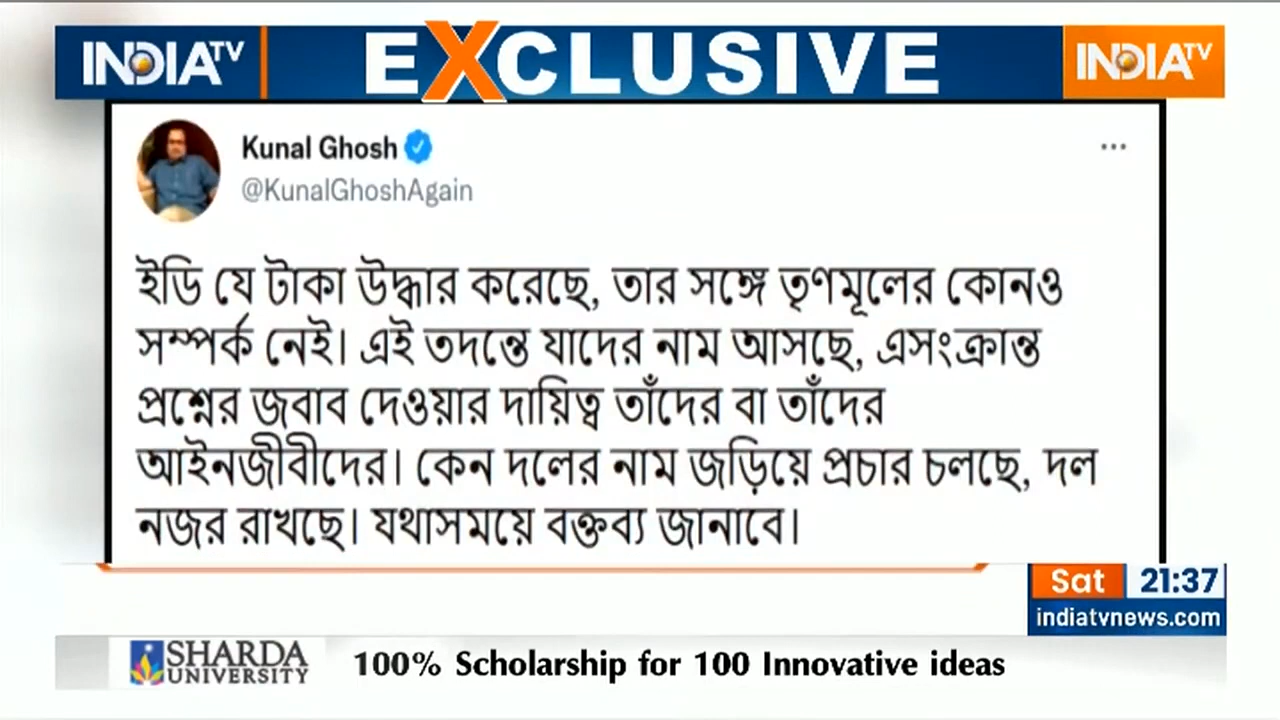 INDIA TV
EXCLUSIVE
INDIA TV
Kunal Ghosh
@KunalGhoshAgain
ইডি যে টাকা উদ্ধার করেছে, তার সঙ্গে তৃণমূলের কোনও
সম্পর্ক নেই। এই তদন্তে যাদের নাম আসছে, এসংক্রান্ত
প্রশ্নের জবাব দেওয়ার দায়িত্ব তাঁদের বা তাঁদের
আইনজীবীদের। কেন দলের নাম জড়িয়ে প্রচার চলছে, দল
নজর রাখছে। যথাসময়ে বক্তব্য জানাবে।
Sat 21:37
indiatvnews.com
SHARDA
UNIVERSITY
100% Scholarship for 100 Innovative ideas